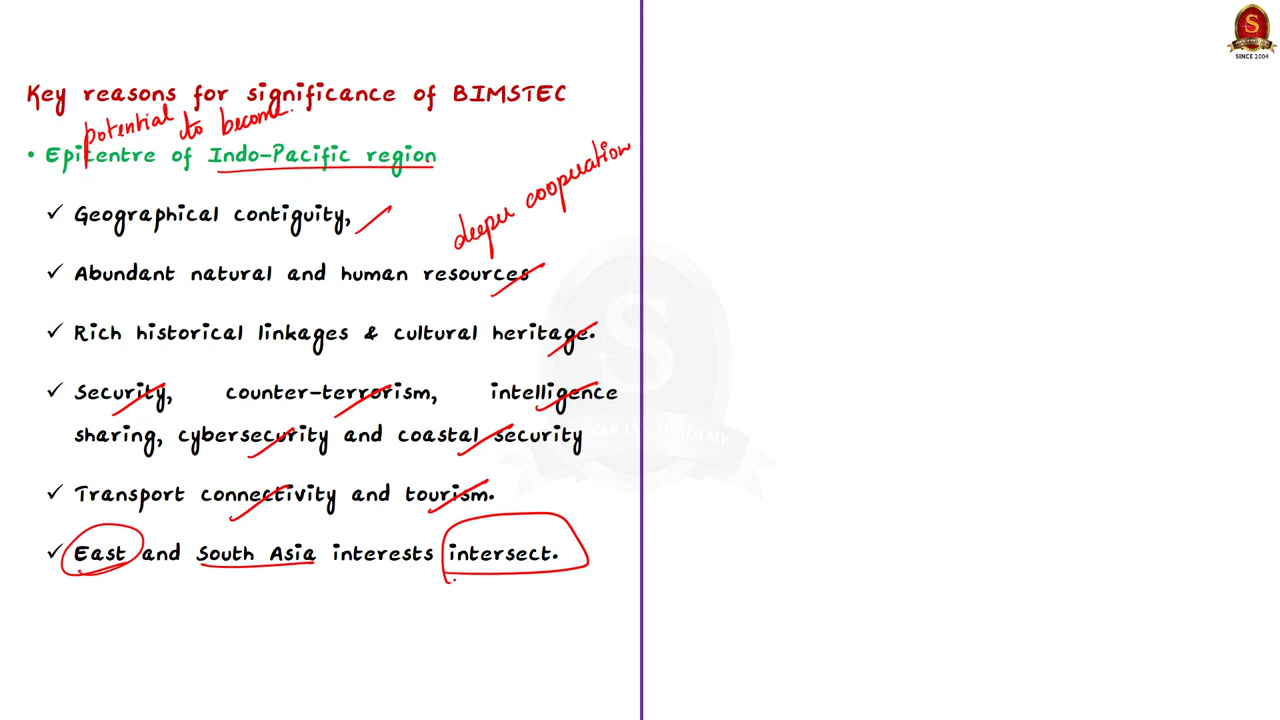 Key reasons for significance of BIMSTEC
potential to become
• Epicentre of Indo-Pacific region
deeper cooperation
✓ Geographical contiguity,
✓ Abundant natural and human resources
✓ Rich historical linkages & cultural heritage.
✓ Security, counter-terrorism, intelligence
sharing, cybersecurity and coastal security
✓ Transport connectivity and tourism.
✓ East and South Asia interests intersect.
S
SINCE 2004
S
ACADEMY